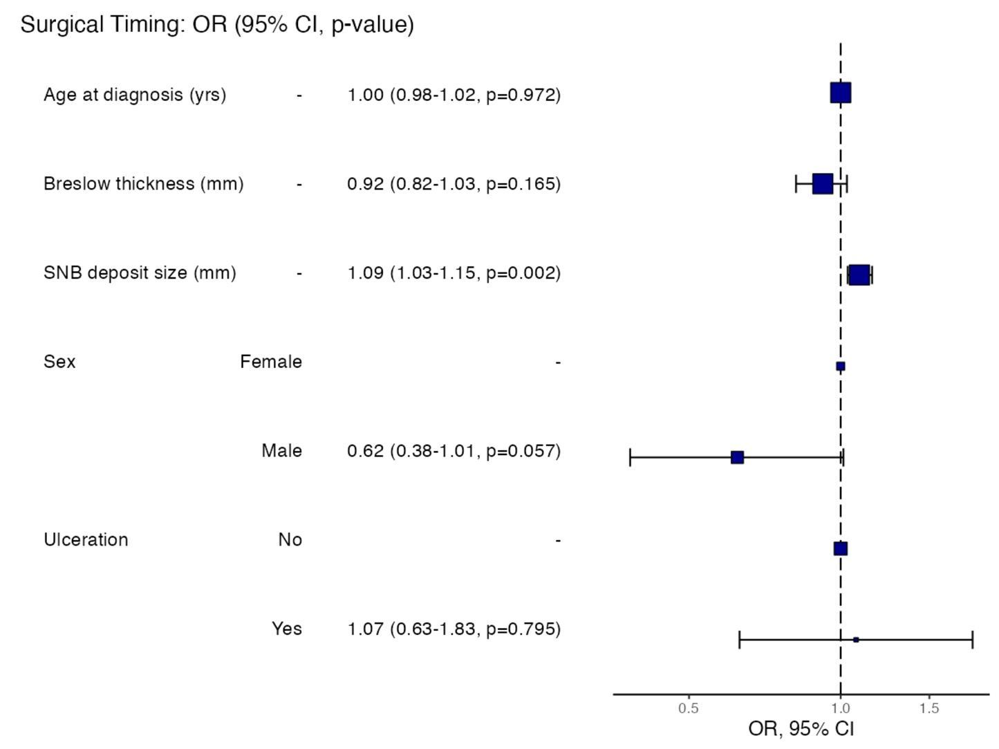 Surgical Timing: OR (95% CI, p-value)
Age at diagnosis (yrs) - 1.00 (0.98-1.02, p=0.972)
Breslow thickness (mm) - 0.92 (0.82-1.03, p=0.165)
SNB deposit size (mm) - 1.09 (1.03-1.15, p=0.002)
Sex Female -
Male 0.62 (0.38-1.01, p=0.057)
Ulceration No -
Yes 1.07 (0.63-1.83, p=0.795)
0.5 1.0 1.5
OR, 95% CI